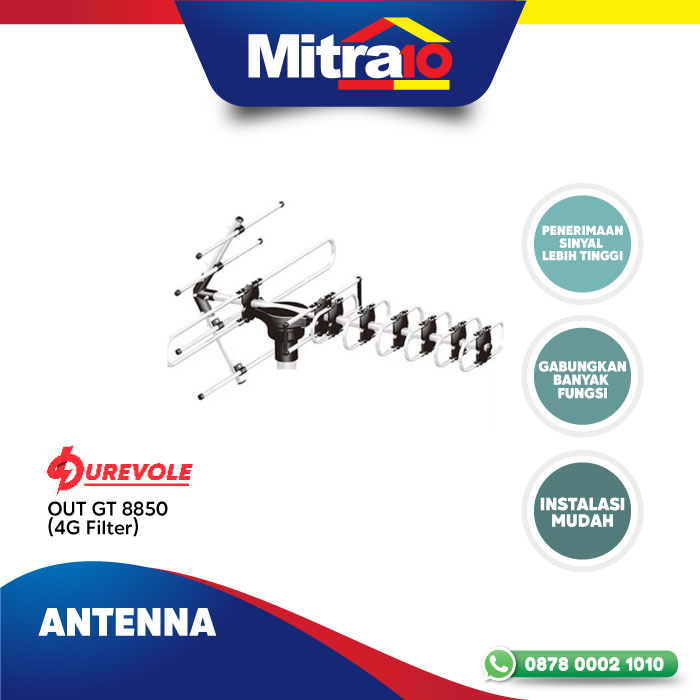 Mitra10
PENERIMAAN
SINYAL
LEBIH TINGGI
GABUNGKAN
BANYAK
FUNGSI
INSTALASI
MUDAH
DUREVOLE
OUT GT 8850
(4G Filter)
ANTENNA
0878 0002 1010